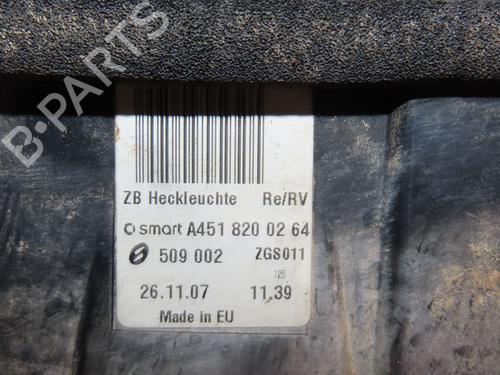 B-PARTS
ZB Heckleuchte Re/RV
smart A451 820 02 64
509 002 ZGS011
125
26.11.07 11.39
Made in EU